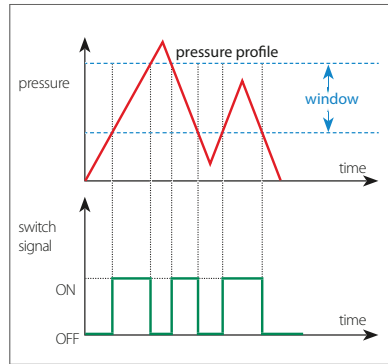 pressure profile
pressure
window
time
switch
signal
ON
time
OFF